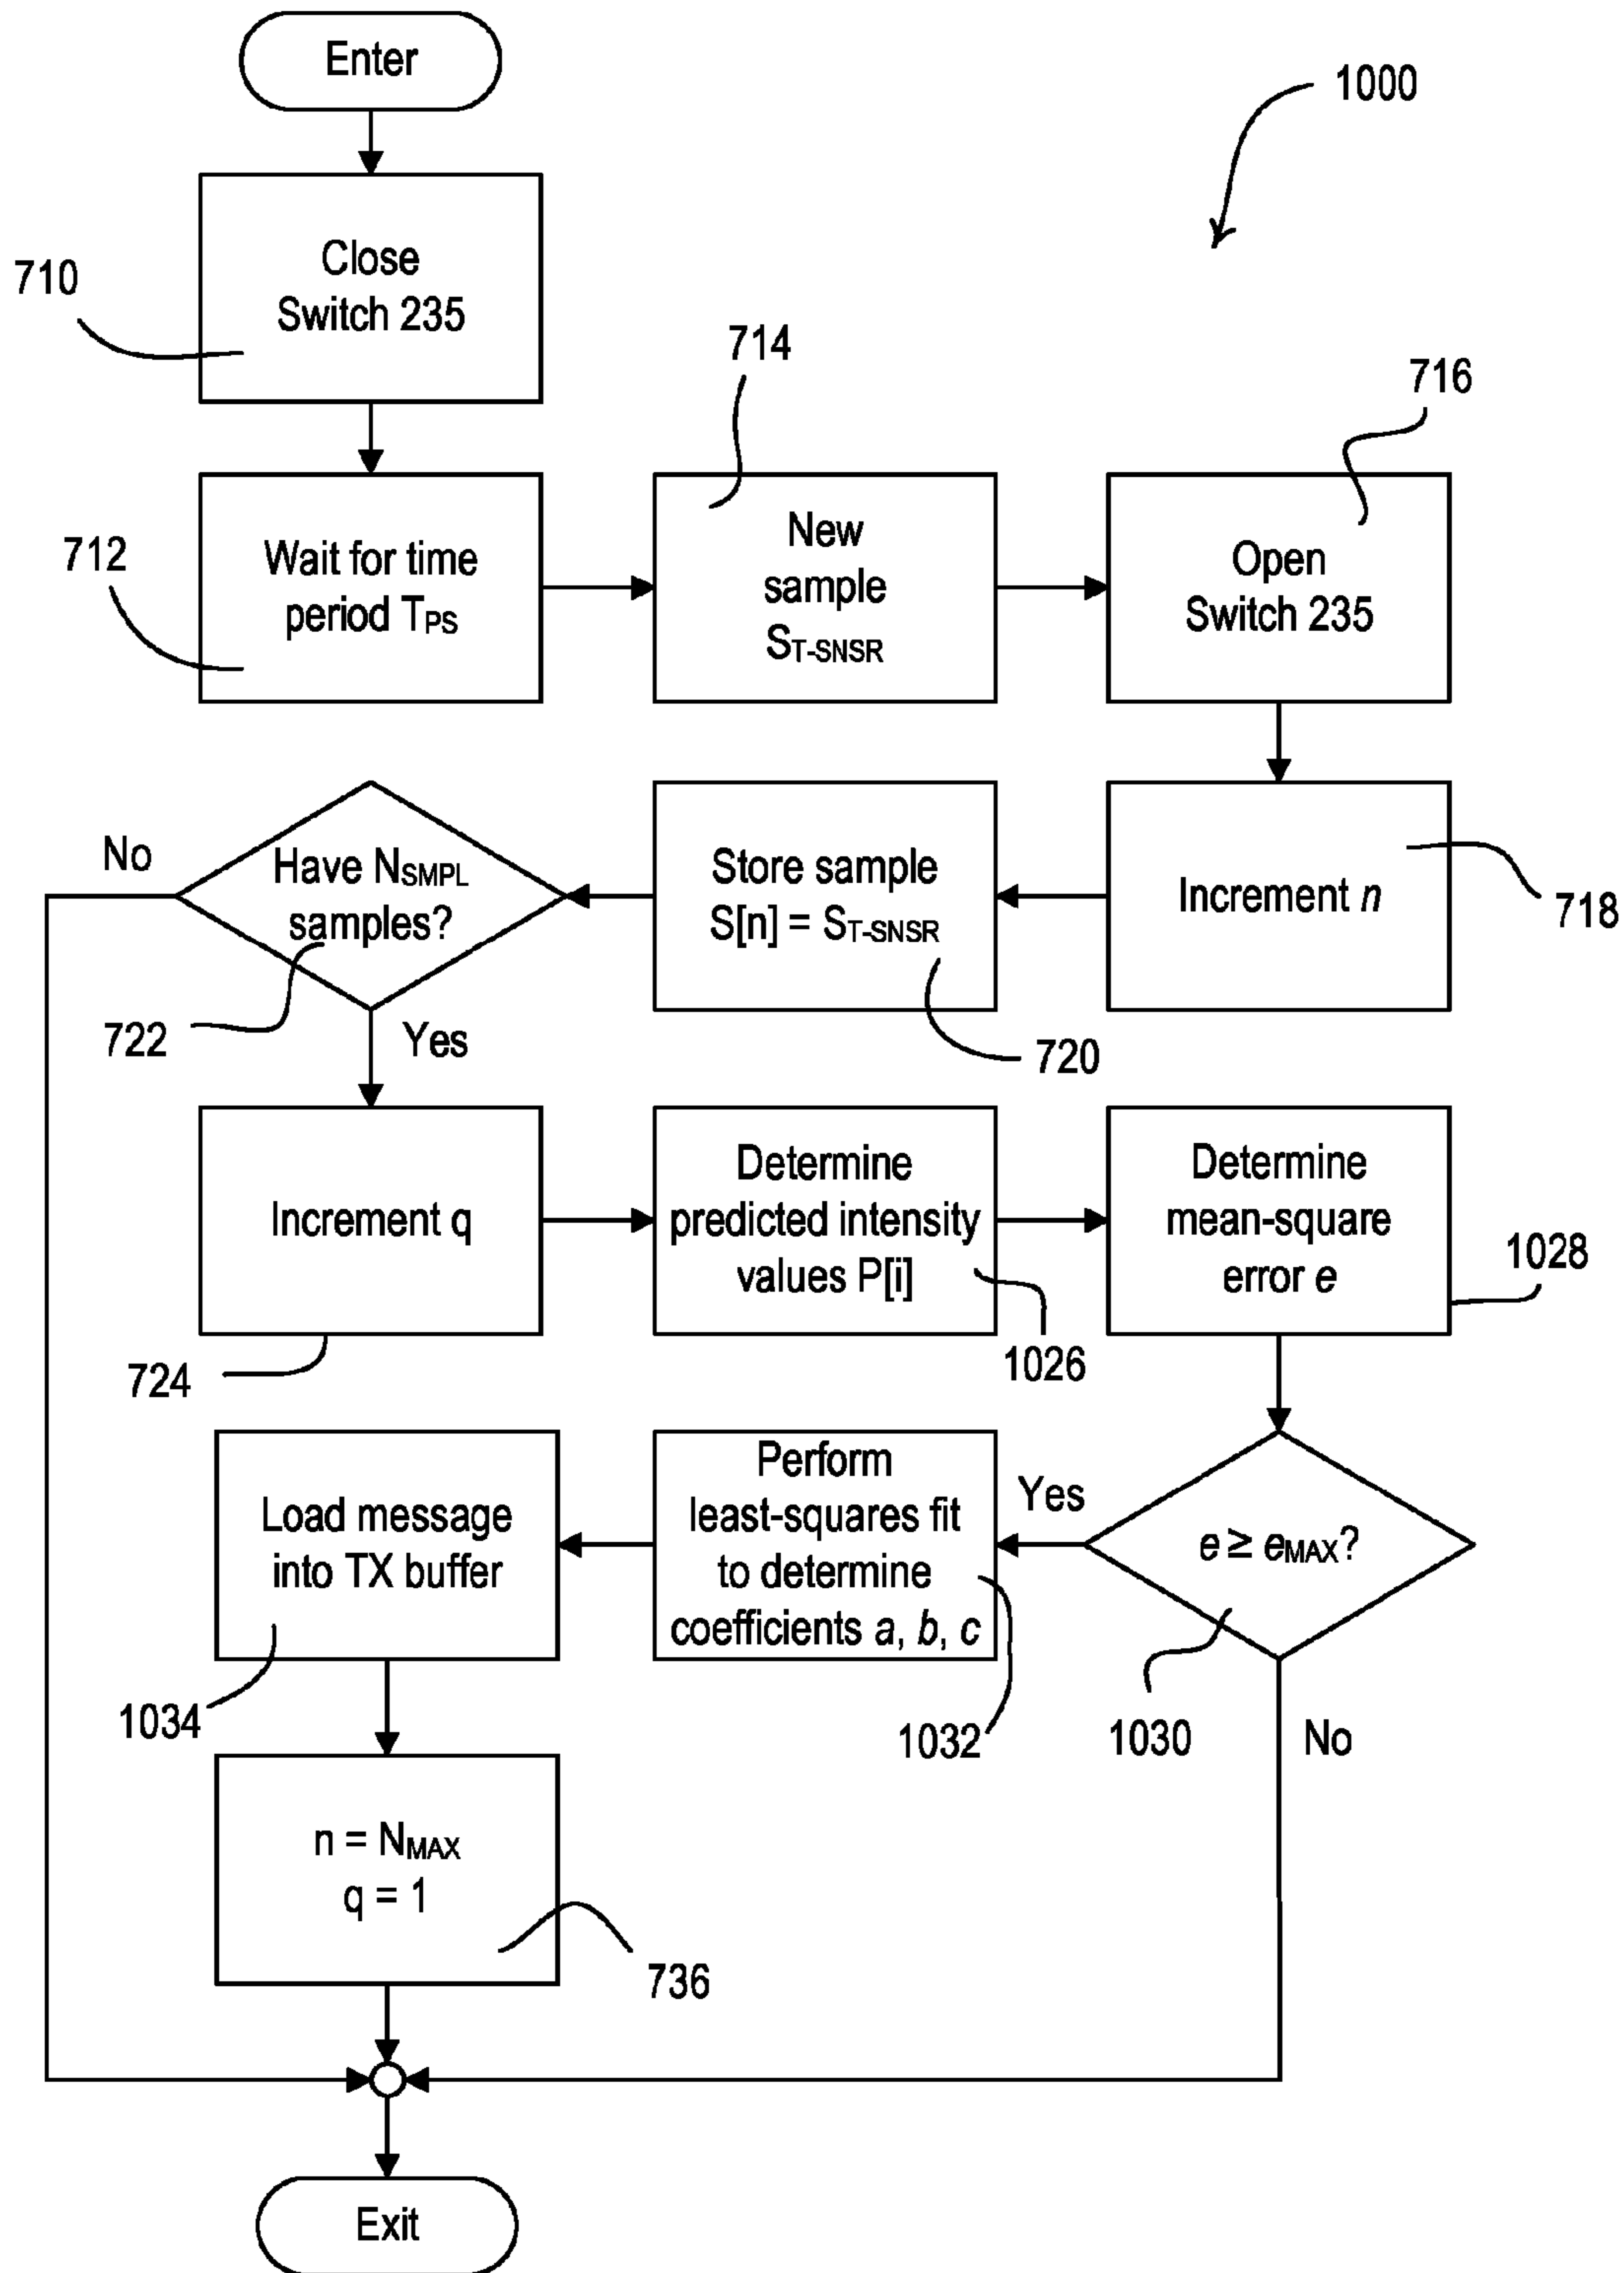 Enter
1000
Close
Switch 235
710
714
716
Wait for time
period TPS
712
New
sample
ST-SNSR
Open
Switch 235
No
Have NSMPL
samples?
722
Yes
Store sample
S[n] = ST-SNSR
720
Increment n
718
Increment q
724
Determine
predicted intensity
values P[i]
1026
Determine
mean-square
error e
1028
Load message
into TX buffer
1034
Perform
least-squares fit
to determine
coefficients a, b, c
1032
Yes
e ≥ eMAX?
1030
No
n = NMAX
q = 1
736
Exit